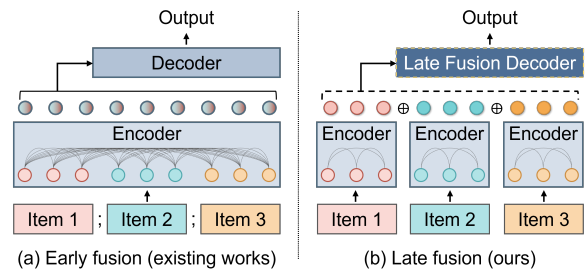 Output
Decoder
Encoder
Item 1 ; Item 2 ; Item 3
(a) Early fusion (existing works)
Output
Late Fusion Decoder
⊕ ⊕
Encoder Encoder Encoder
Item 1 Item 2 Item 3
(b) Late fusion (ours)